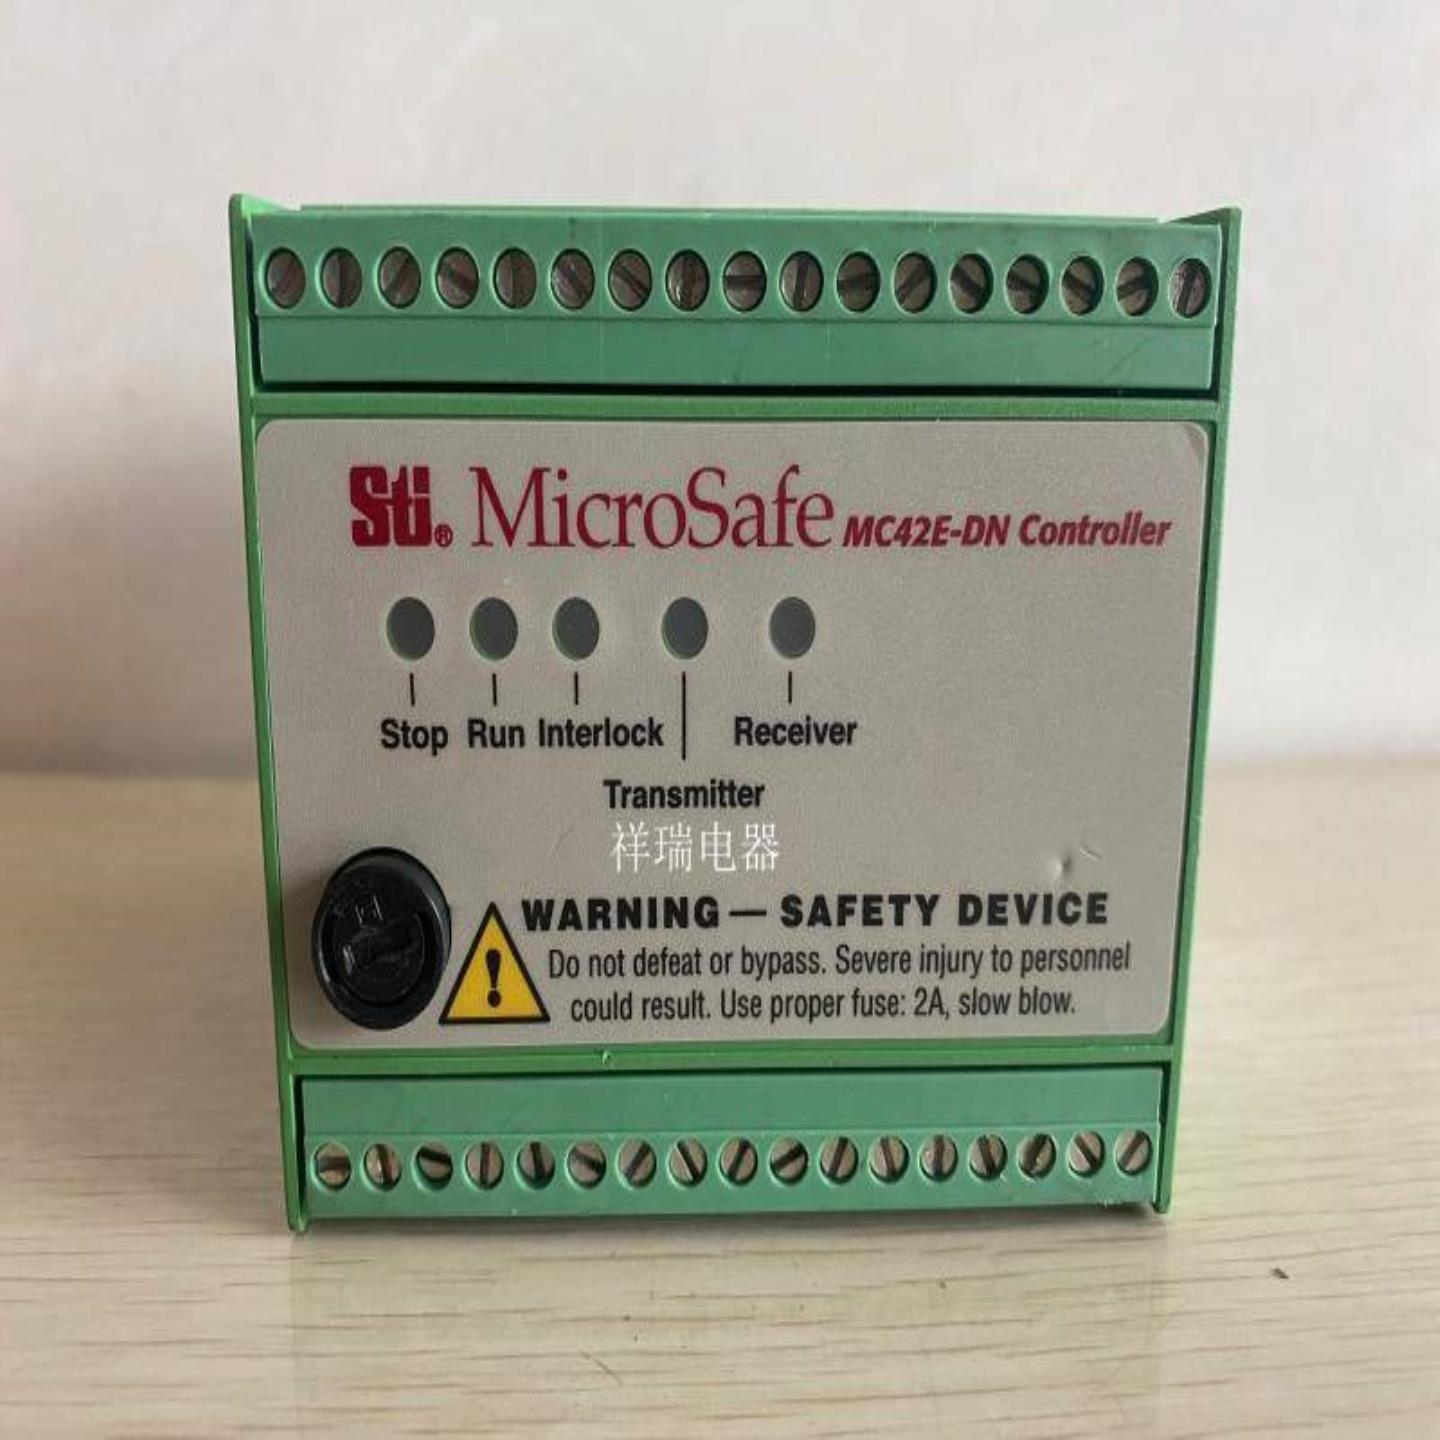 Sti® MicroSafe MC42E-DN Controller
Stop Run Interlock Receiver
Transmitter
祥瑞电器
WARNING — SAFETY DEVICE
Do not defeat or bypass. Severe injury to personnel
could result. Use proper fuse: 2A, slow blow.